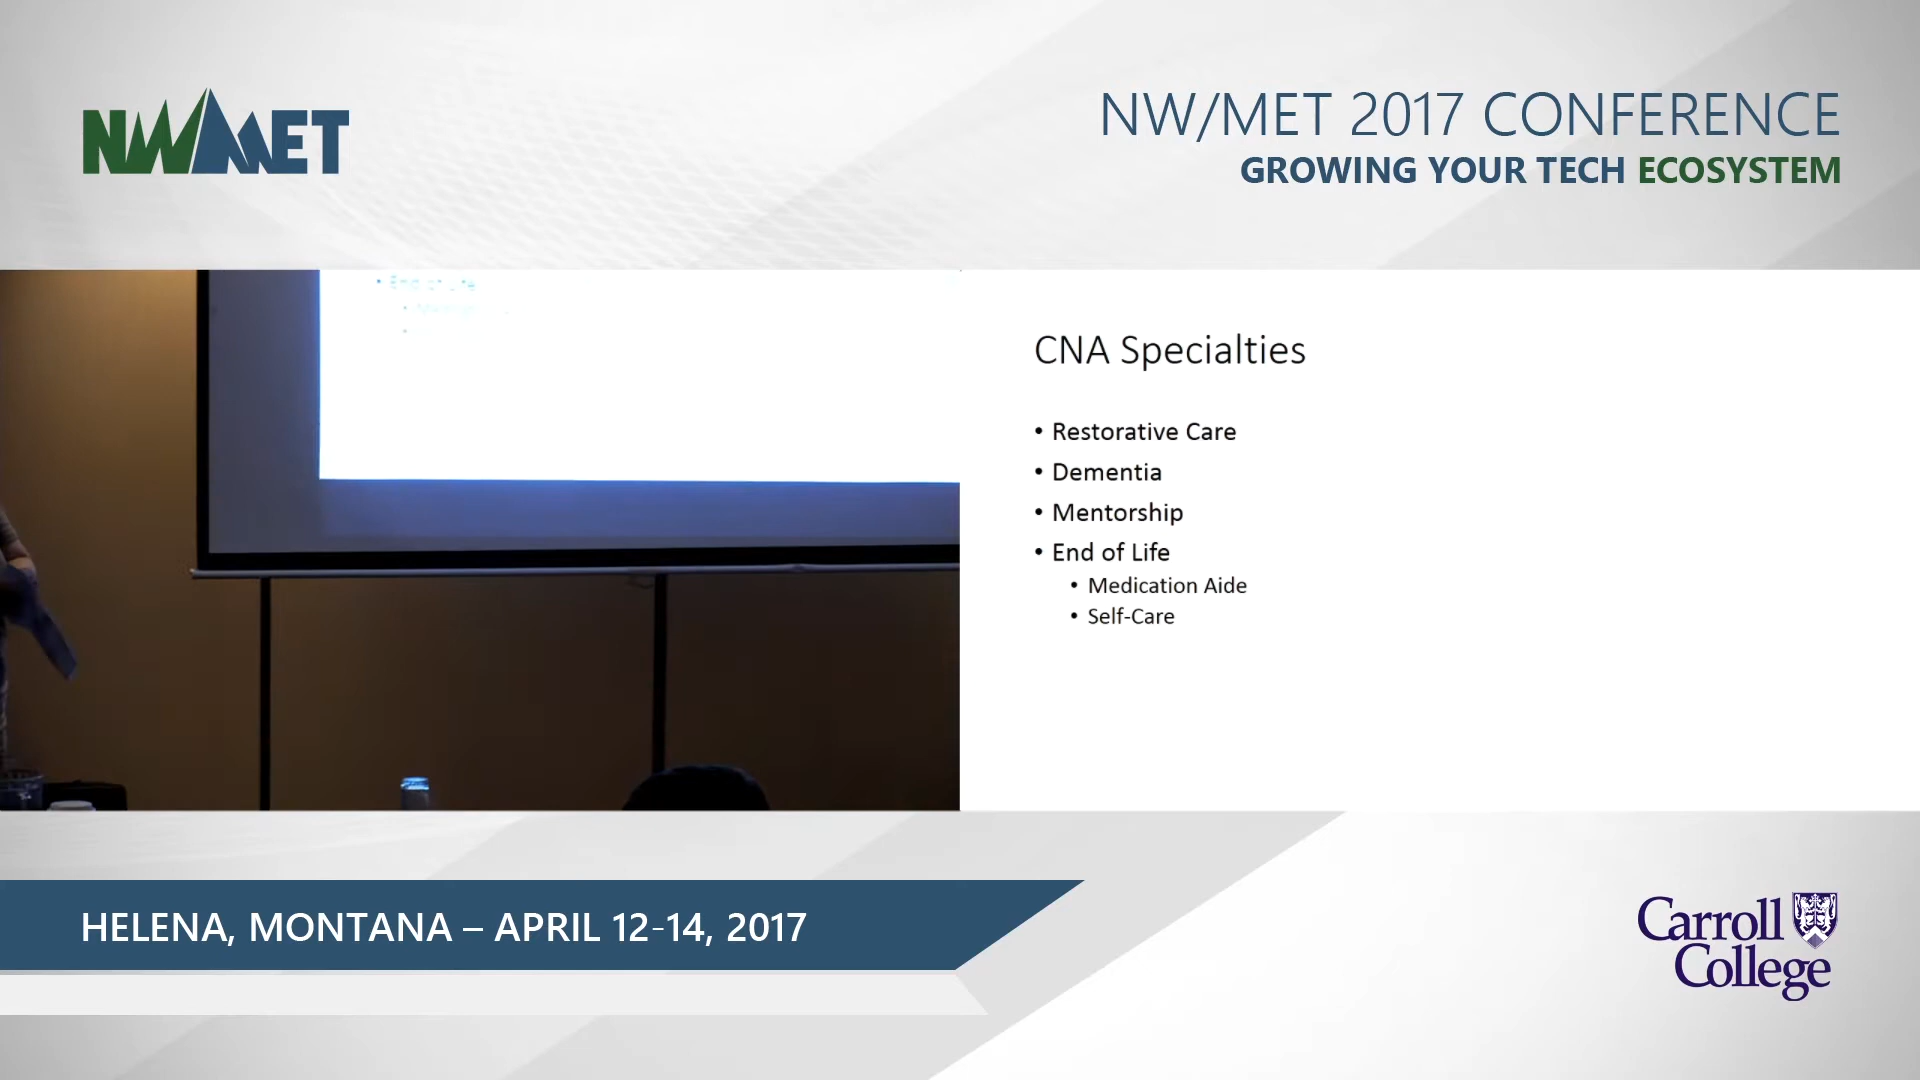 NWMET
NW/MET 2017 CONFERENCE
GROWING YOUR TECH ECOSYSTEM
CNA Specialties
• Restorative Care
• Dementia
• Mentorship
• End of Life
• Medication Aide
• Self-Care
HELENA, MONTANA – APRIL 12-14, 2017
Carroll
College